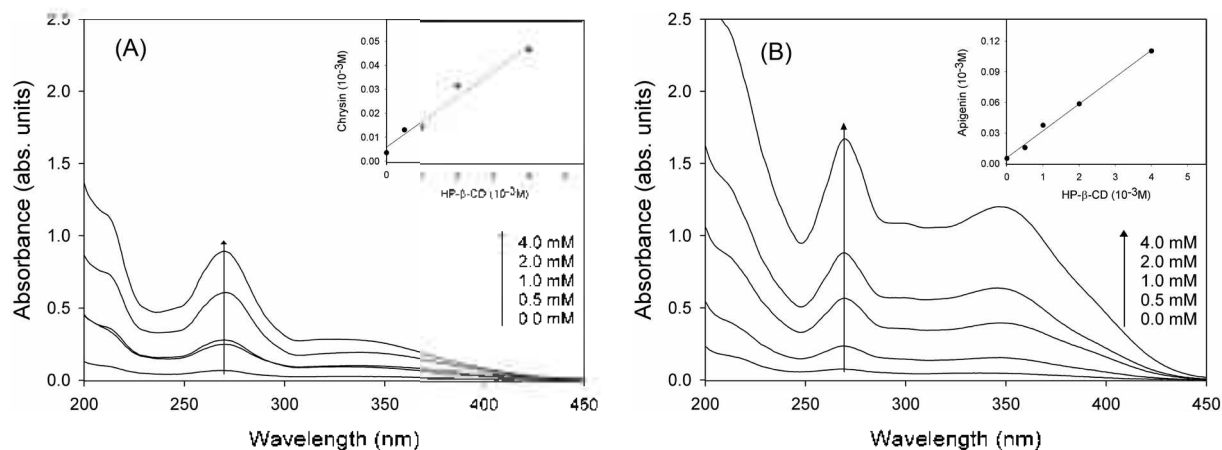 (A)
Absorbance (abs. units)
2.5
2.0
1.5
1.0
0.5
0.0
200
250
300
350
400
450
Wavelength (nm)
Chrysin (10⁻³M)
0.05
0.04
0.03
0.02
0.01
0.00
0
HP-β-CD (10⁻³M)
4.0 mM
2.0 mM
1.0 mM
0.5 mM
0.0 mM
(B)
Absorbance (abs. units)
2.5
2.0
1.5
1.0
0.5
0.0
200
250
300
350
400
450
Wavelength (nm)
Apigenin (10⁻³M)
0.12
0.09
0.06
0.03
0.00
0
1
2
3
4
5
HP-β-CD (10⁻³M)
4.0 mM
2.0 mM
1.0 mM
0.5 mM
0.0 mM